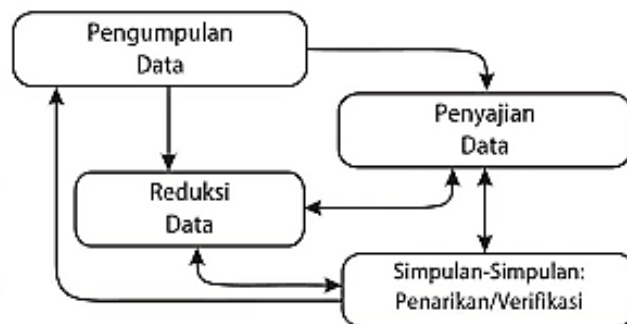 Pengumpulan
Data
Penyajian
Data
Reduksi
Data
Simpulan-Simpulan:
Penarikan/Verifikasi